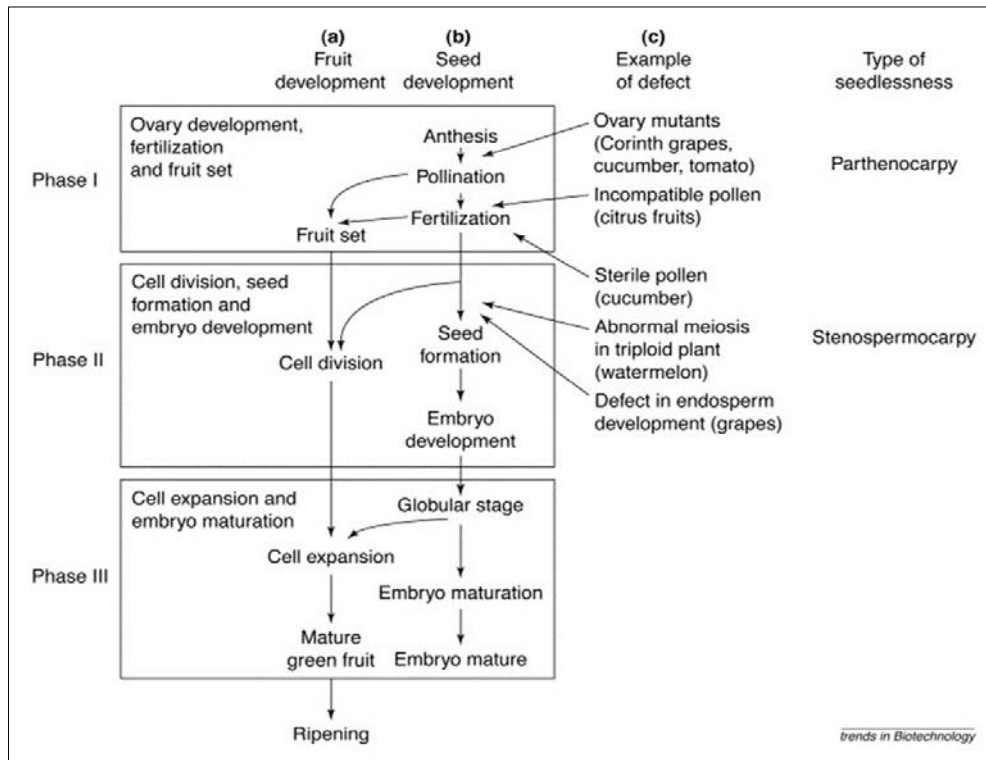 (a)
Fruit
development
(b)
Seed
development
(c)
Example
of defect
Type of
seedlessness
Phase I
Ovary development,
fertilization
and fruit set
Anthesis
Pollination
Fertilization
Fruit set
Ovary mutants
(Corinth grapes,
cucumber, tomato)
Incompatible pollen
(citrus fruits)
Parthenocarpy
Phase II
Cell division, seed
formation and
embryo development
Cell division
Seed
formation
Embryo
development
Sterile pollen
(cucumber)
Abnormal meiosis
in triploid plant
(watermelon)
Defect in endosperm
development (grapes)
Stenospermocarpy
Phase III
Cell expansion and
embryo maturation
Globular stage
Cell expansion
Embryo maturation
Mature
green fruit
Embryo mature
Ripening
trends in Biotechnology